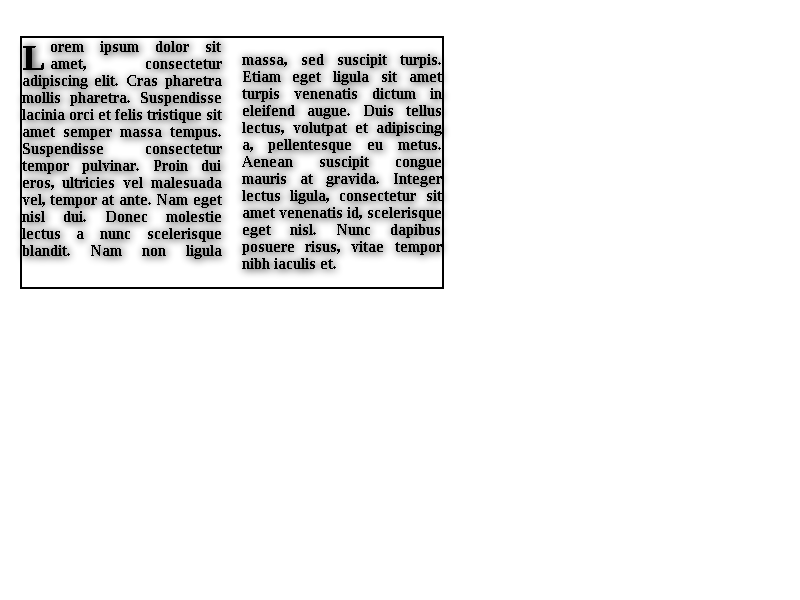 Lorem ipsum dolor sit
amet, consectetur
adipiscing elit. Cras pharetra
mollis pharetra. Suspendisse
lacinia orci et felis tristique sit
amet semper massa tempus.
Suspendisse consectetur
tempor pulvinar. Proin dui
eros, ultricies vel malesuada
vel, tempor at ante. Nam eget
nisl dui. Donec molestie
lectus a nunc scelerisque
blandit. Nam non ligula
massa, sed suscipit turpis.
Etiam eget ligula sit amet
turpis venenatis dictum in
eleifend augue. Duis tellus
lectus, volutpat et adipiscing
a, pellentesque eu metus.
Aenean suscipit congue
mauris at gravida. Integer
lectus ligula, consectetur sit
amet venenatis id, scelerisque
eget nisl. Nunc dapibus
posuere risus, vitae tempor
nibh iaculis et.